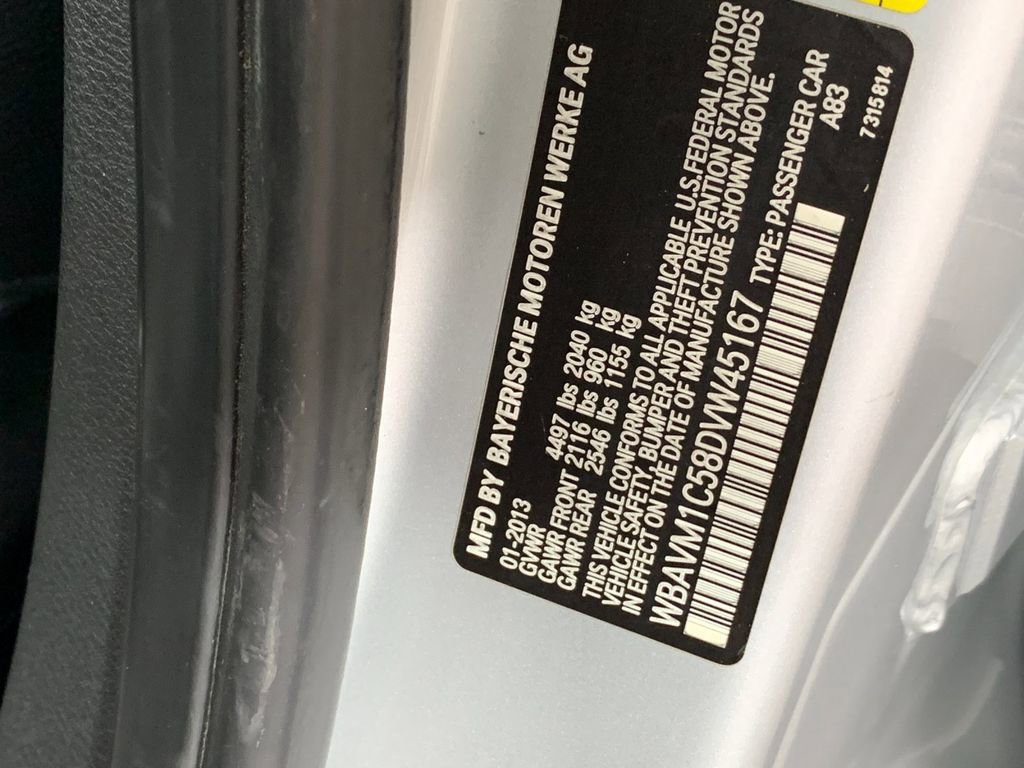 MFD BY BAYERISCHE MOTOREN WERKE AG
01-2013
GVWR 4497 lbs 2040 kg
GAWR FRONT 2116 lbs 960 kg
GAWR REAR 2546 lbs 1155 kg
THIS VEHICLE CONFORMS TO ALL APPLICABLE U.S.FEDERAL MOTOR
VEHICLE SAFETY, BUMPER AND THEFT PREVENTION STANDARDS
IN EFFECT ON THE DATE OF MANUFACTURE SHOWN ABOVE.
WBAVM1C58DVW45167 TYPE: PASSENGER CAR
A83
7315814